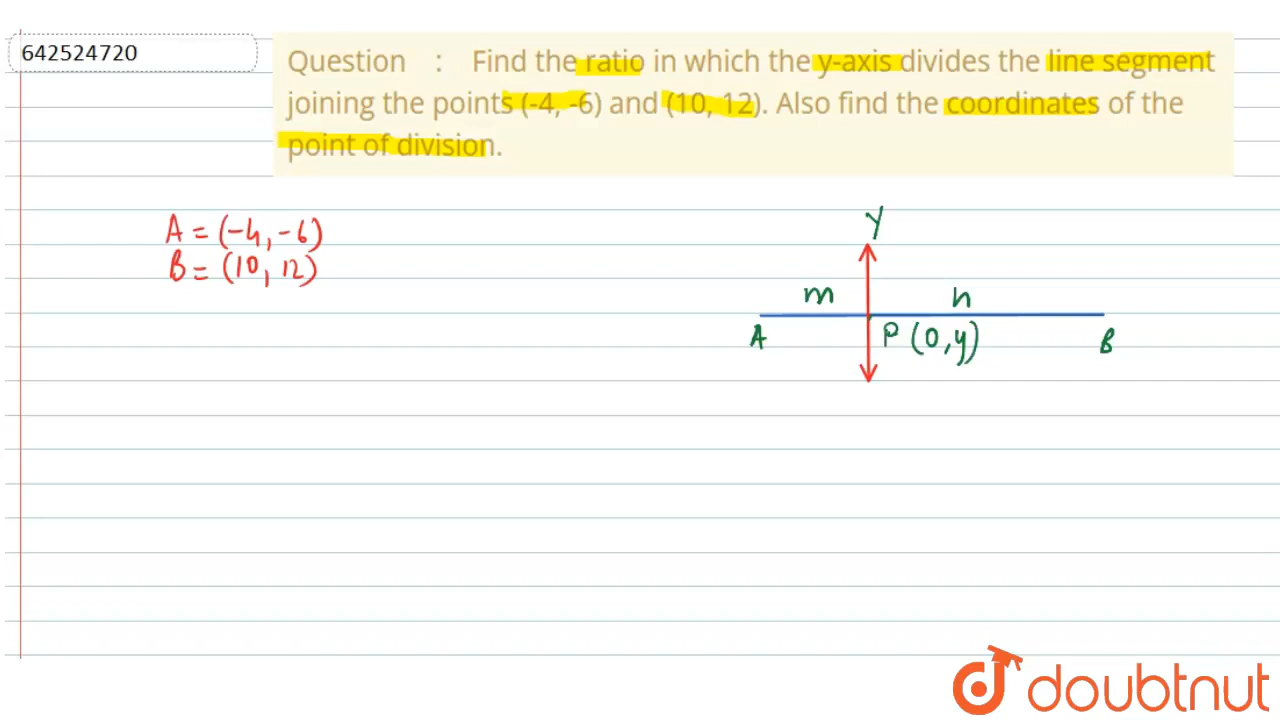 642524720
Question : Find the ratio in which the y-axis divides the line segment
joining the points (-4, -6) and (10, 12). Also find the coordinates of the
point of division.
A = (-4, -6)
B = (10, 12)
y
m
n
A
P (0, y)
B
doubtnut